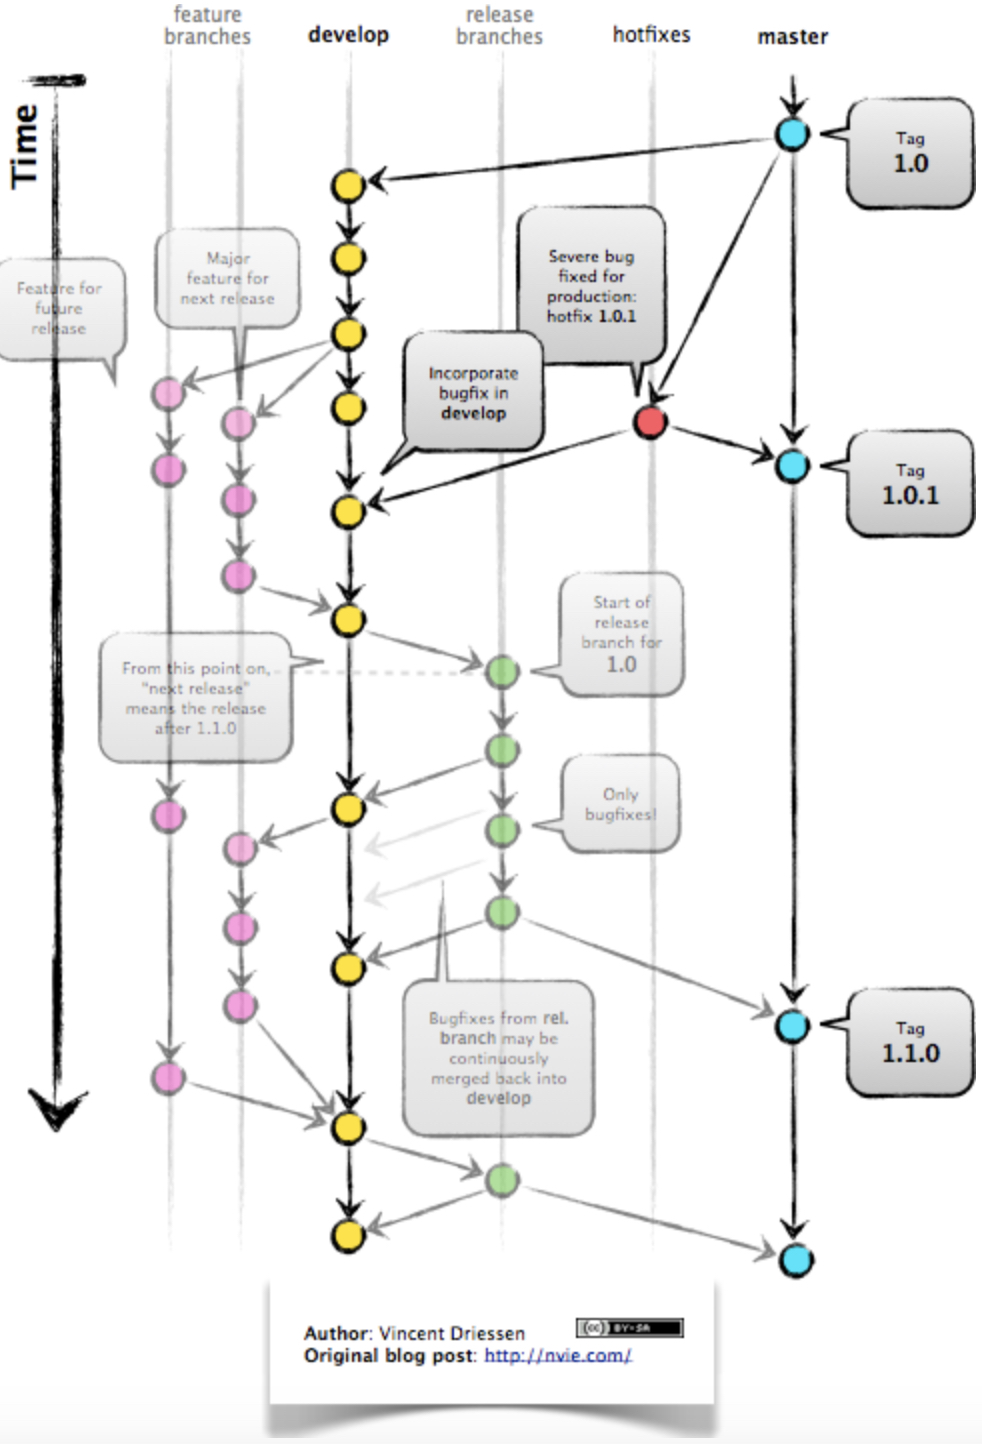 feature
branches
develop
release
branches
hotfixes
master
Time
Tag
1.0
Major
feature for
next release
Feature for
future
release
Severe bug
fixed for
production:
hotfix 1.0.1
Incorporate
bugfix in
develop
Tag
1.0.1
Start of
release
branch for
1.0
From this point on,
"next release"
means the release
after 1.1.0
Only
bugfixes!
Bugfixes from rel.
branch may be
continuously
merged back into
develop
Tag
1.1.0
Author: Vincent Driessen
Original blog post: http://nvie.com/
(cc) BY-SA